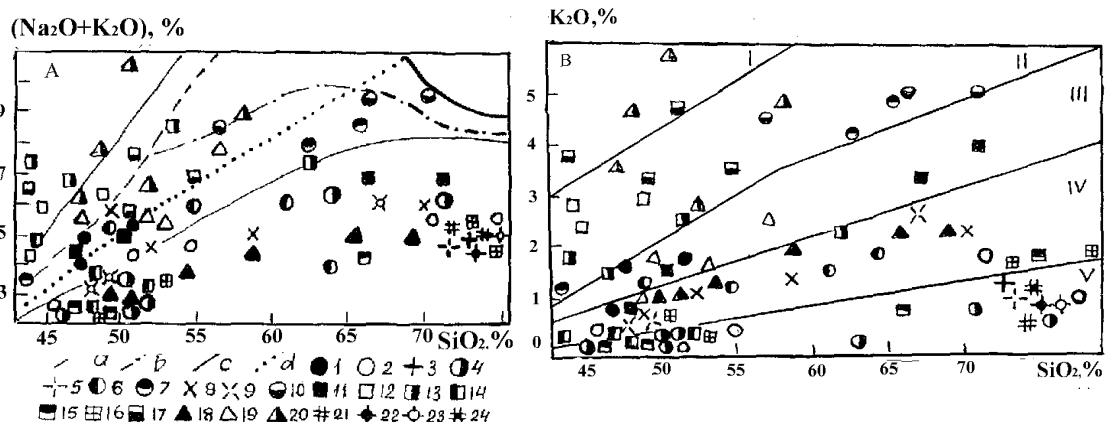 (Na₂O+K₂O), %
K₂O,%
A
B
I
II
III
IV
V
9
7
5
3
5
4
3
2
1
0
45 50 55 60 65 70 SiO₂.%
45 50 55 60 65 70 SiO₂,%
a b c d 1 2 3 4
5 6 7 8 9 10 11 12 13 14
15 16 17 18 19 20 21 22 23 24